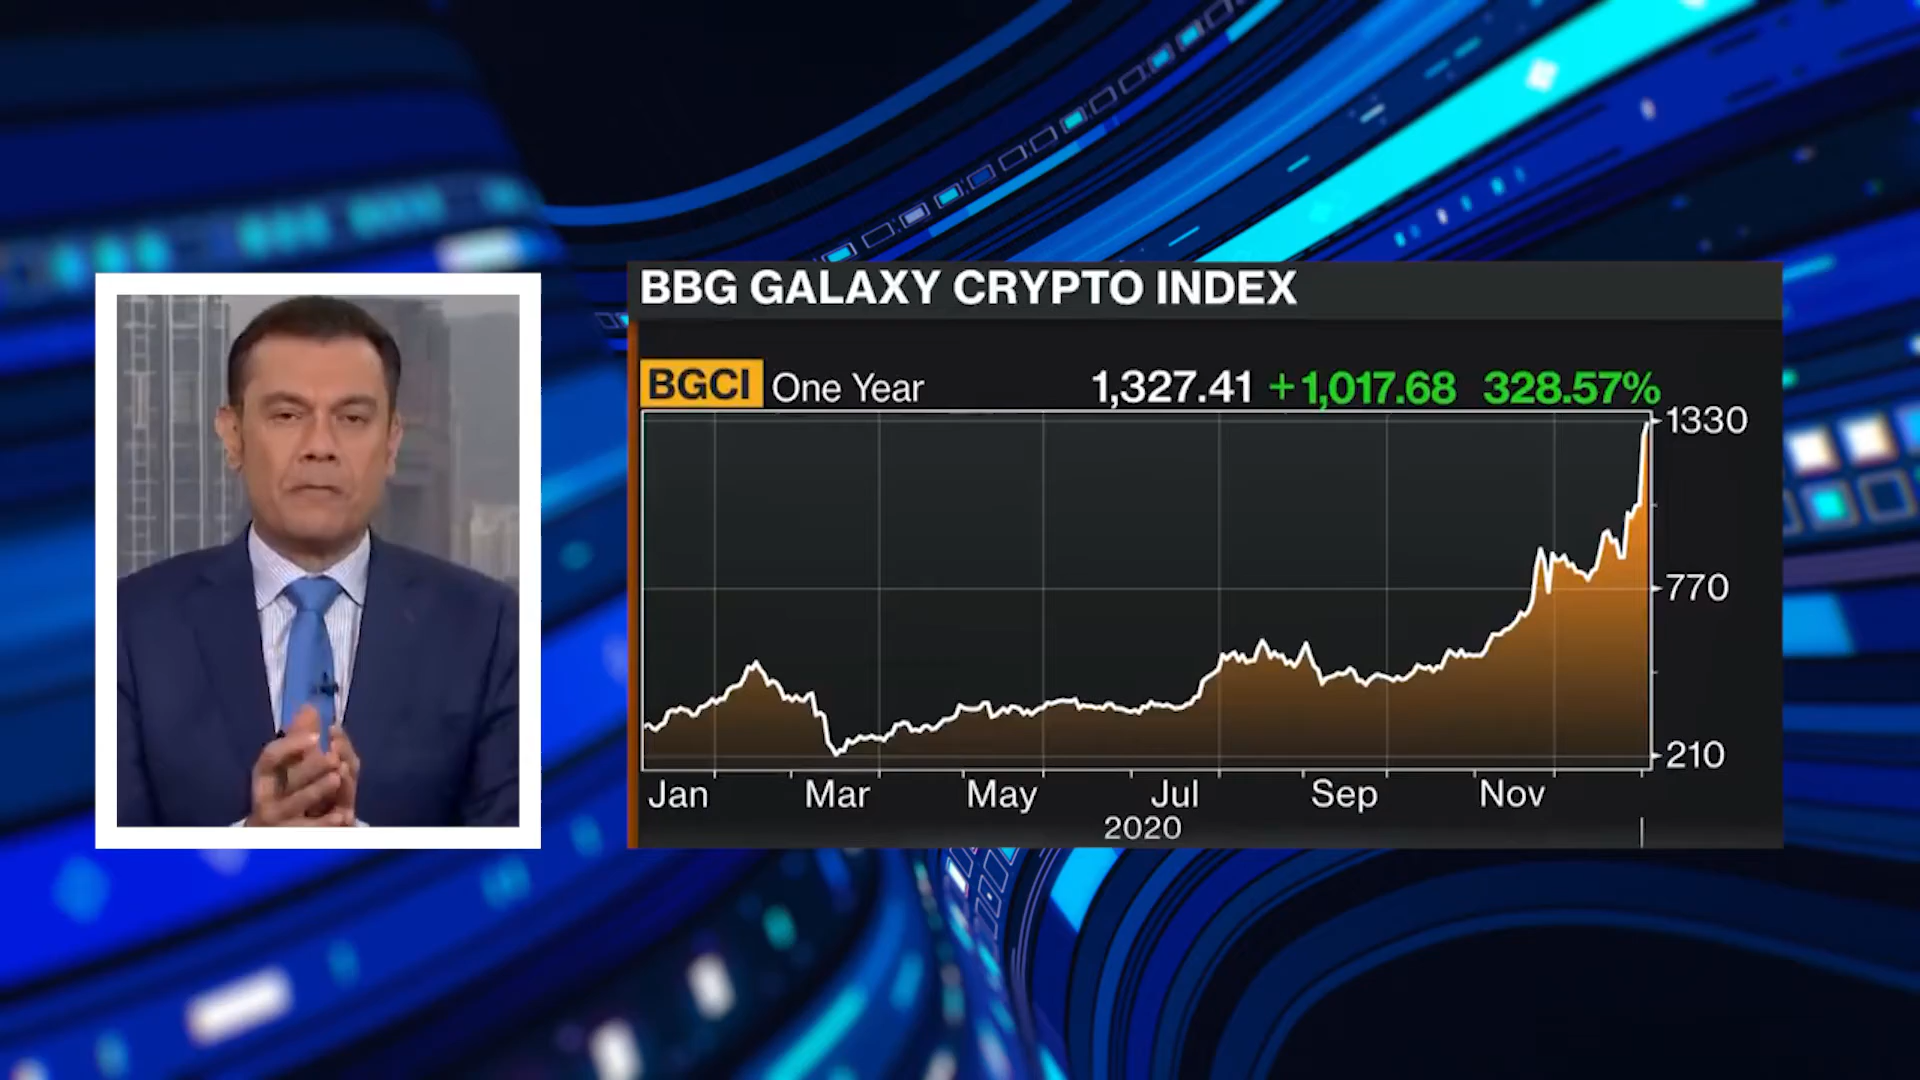 BBG GALAXY CRYPTO INDEX
BGCI One Year 1,327.41 +1,017.68 328.57%
1330
770
210
Jan Mar May Jul Sep Nov
2020